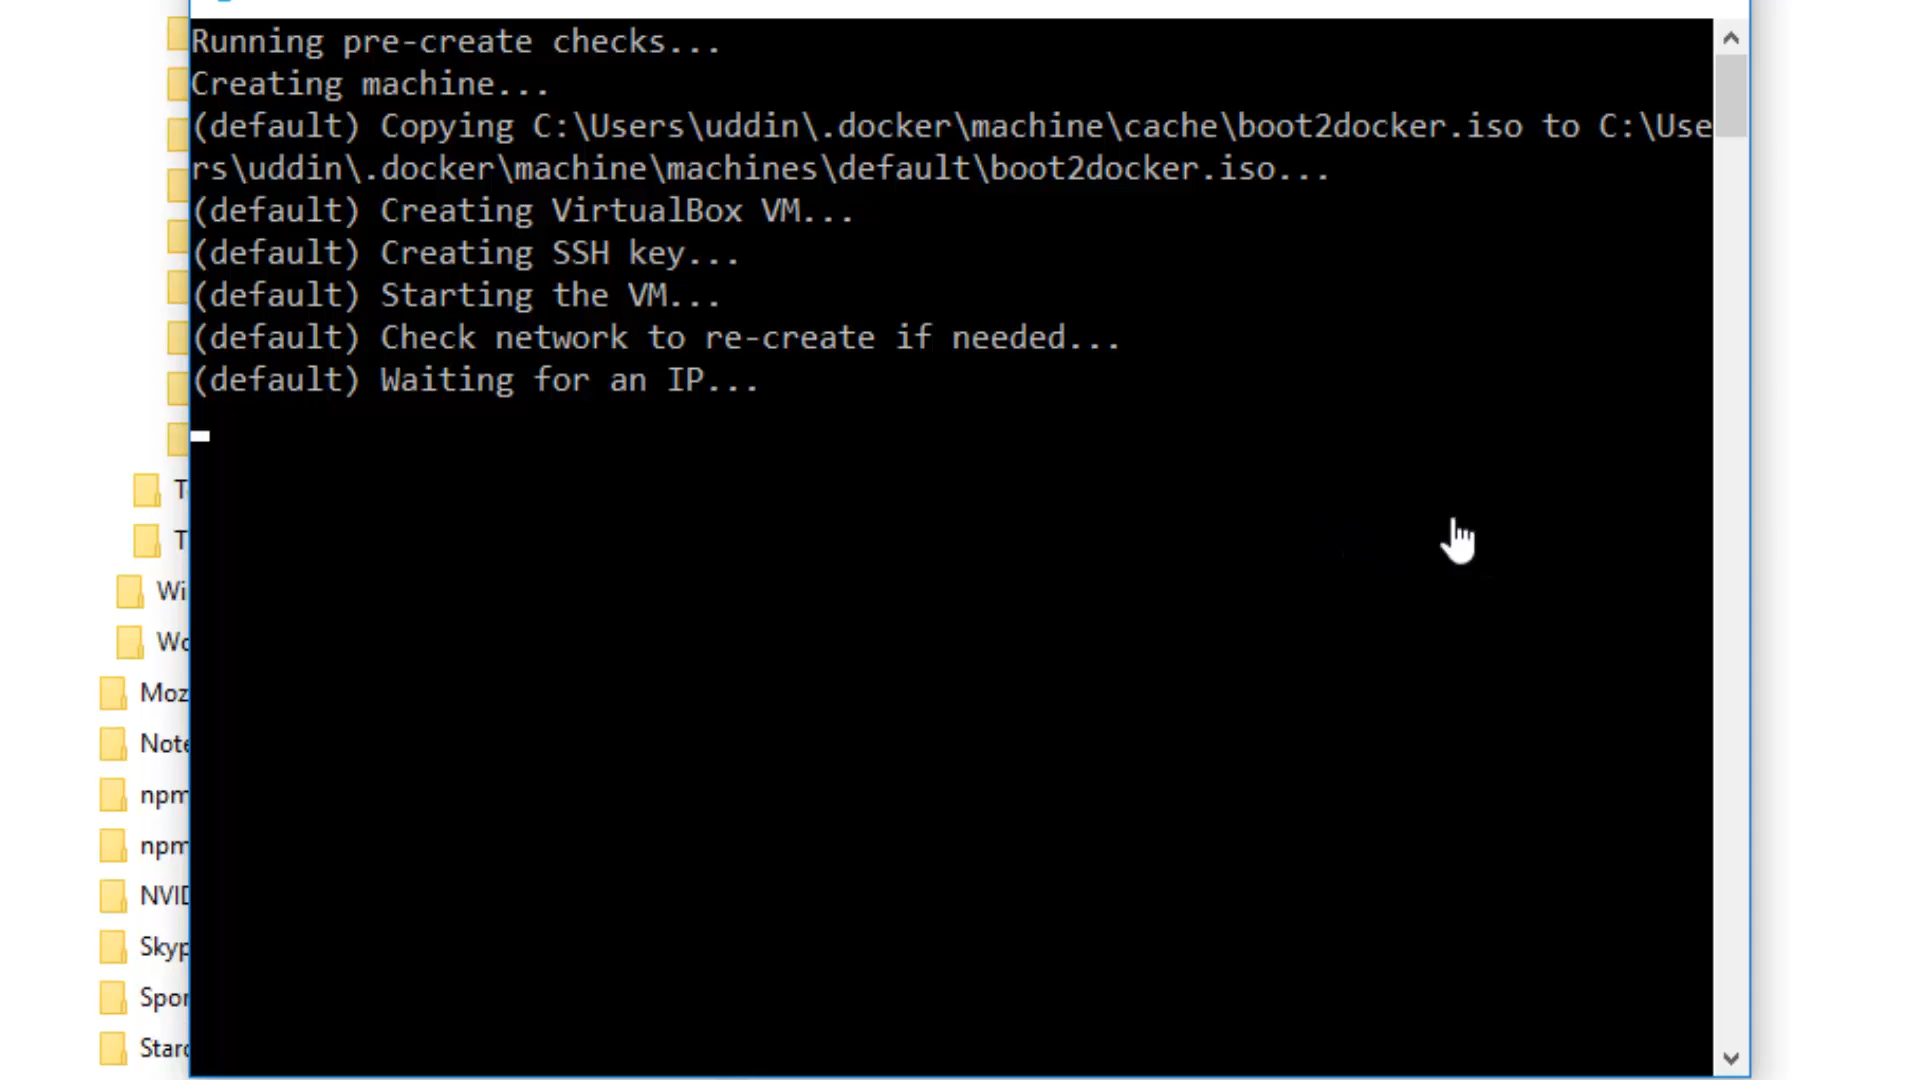 Running pre-create checks...
Creating machine...
(default) Copying C:\Users\uddin\.docker\machine\cache\boot2docker.iso to C:\Use
rs\uddin\.docker\machine\machines\default\boot2docker.iso...
(default) Creating VirtualBox VM...
(default) Creating SSH key...
(default) Starting the VM...
(default) Check network to re-create if needed...
(default) Waiting for an IP...
T
T
Wi
Wo
Moz
Note
npm
npm
NVID
Skyp
Spor
Stard